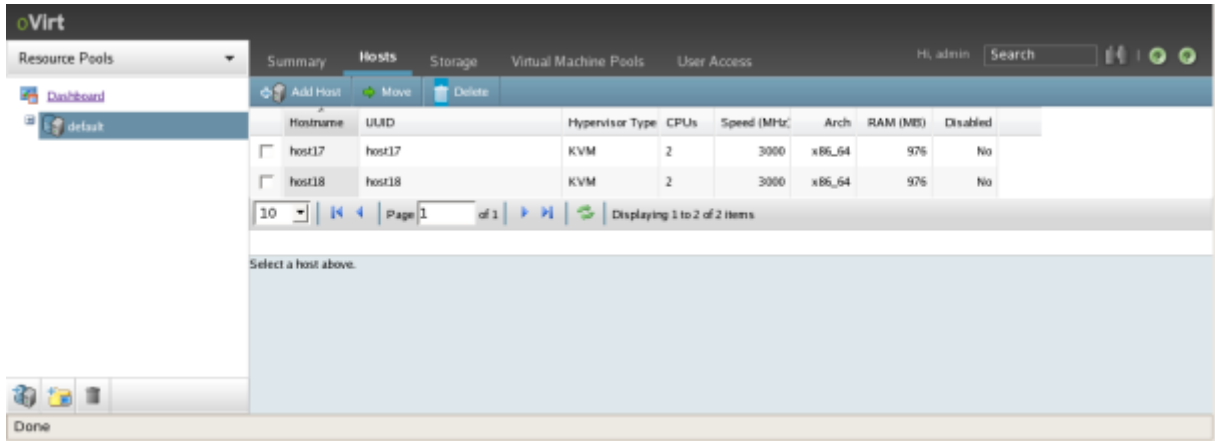 oVirt
Resource Pools
Summary Hosts Storage Virtual Machine Pools User Access Hi, admin Search
Dashboard
default
Add Host Move Delete
Hostname UUID Hypervisor Type CPUs Speed (MHz) Arch RAM (MB) Disabled
host17 host17 KVM 2 3000 x86_64 976 No
host18 host18 KVM 2 3000 x86_64 976 No
10 Page 1 of 1 Displaying 1 to 2 of 2 items
Select a host above.
Done